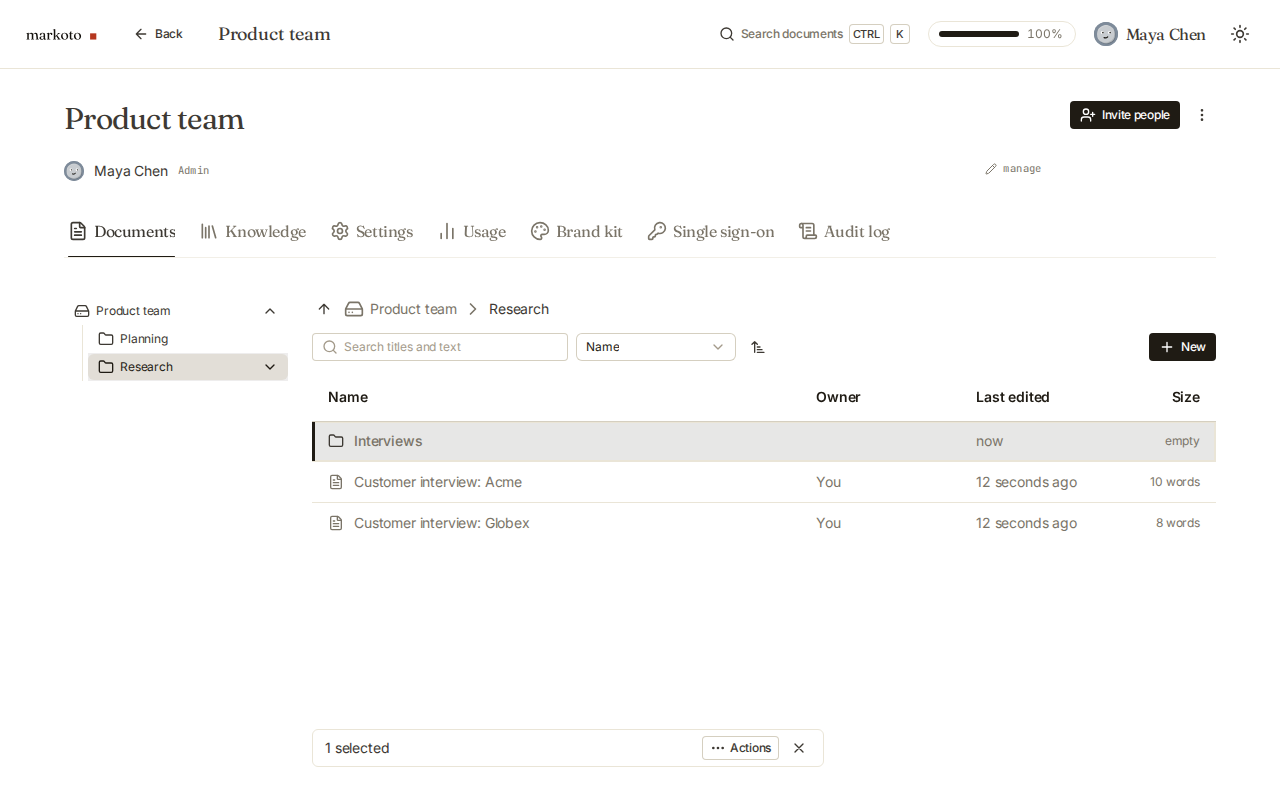 markoto Back Product team Search documents CTRL K 100% Maya Chen
Product team Invite people
Maya Chen Admin manage
Documents Knowledge Settings Usage Brand kit Single sign-on Audit log
Product team
Planning
Research
Product team Research
Search titles and text Name New
Name Owner Last edited Size
Interviews now empty
Customer interview: Acme You 12 seconds ago 10 words
Customer interview: Globex You 12 seconds ago 8 words
1 selected Actions